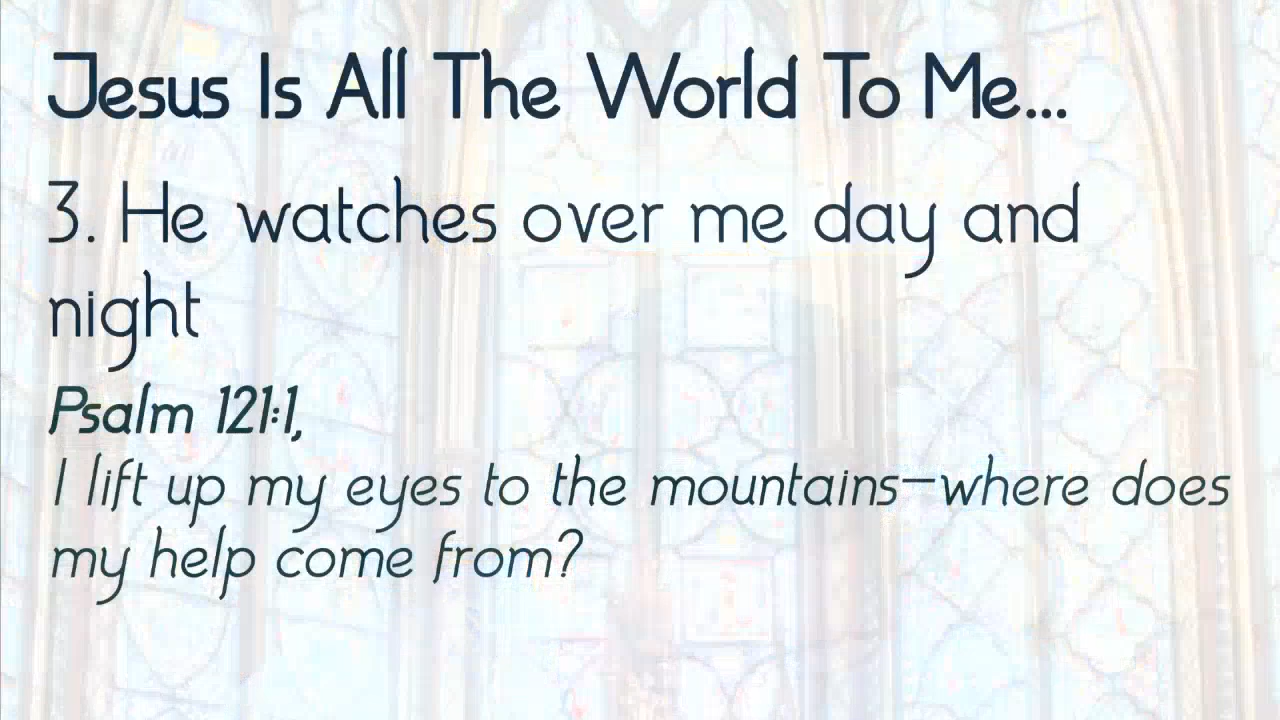 Jesus Is All The World To Me...
3. He watches over me day and
night
Psalm 121:1,
I lift up my eyes to the mountains—where does
my help come from?